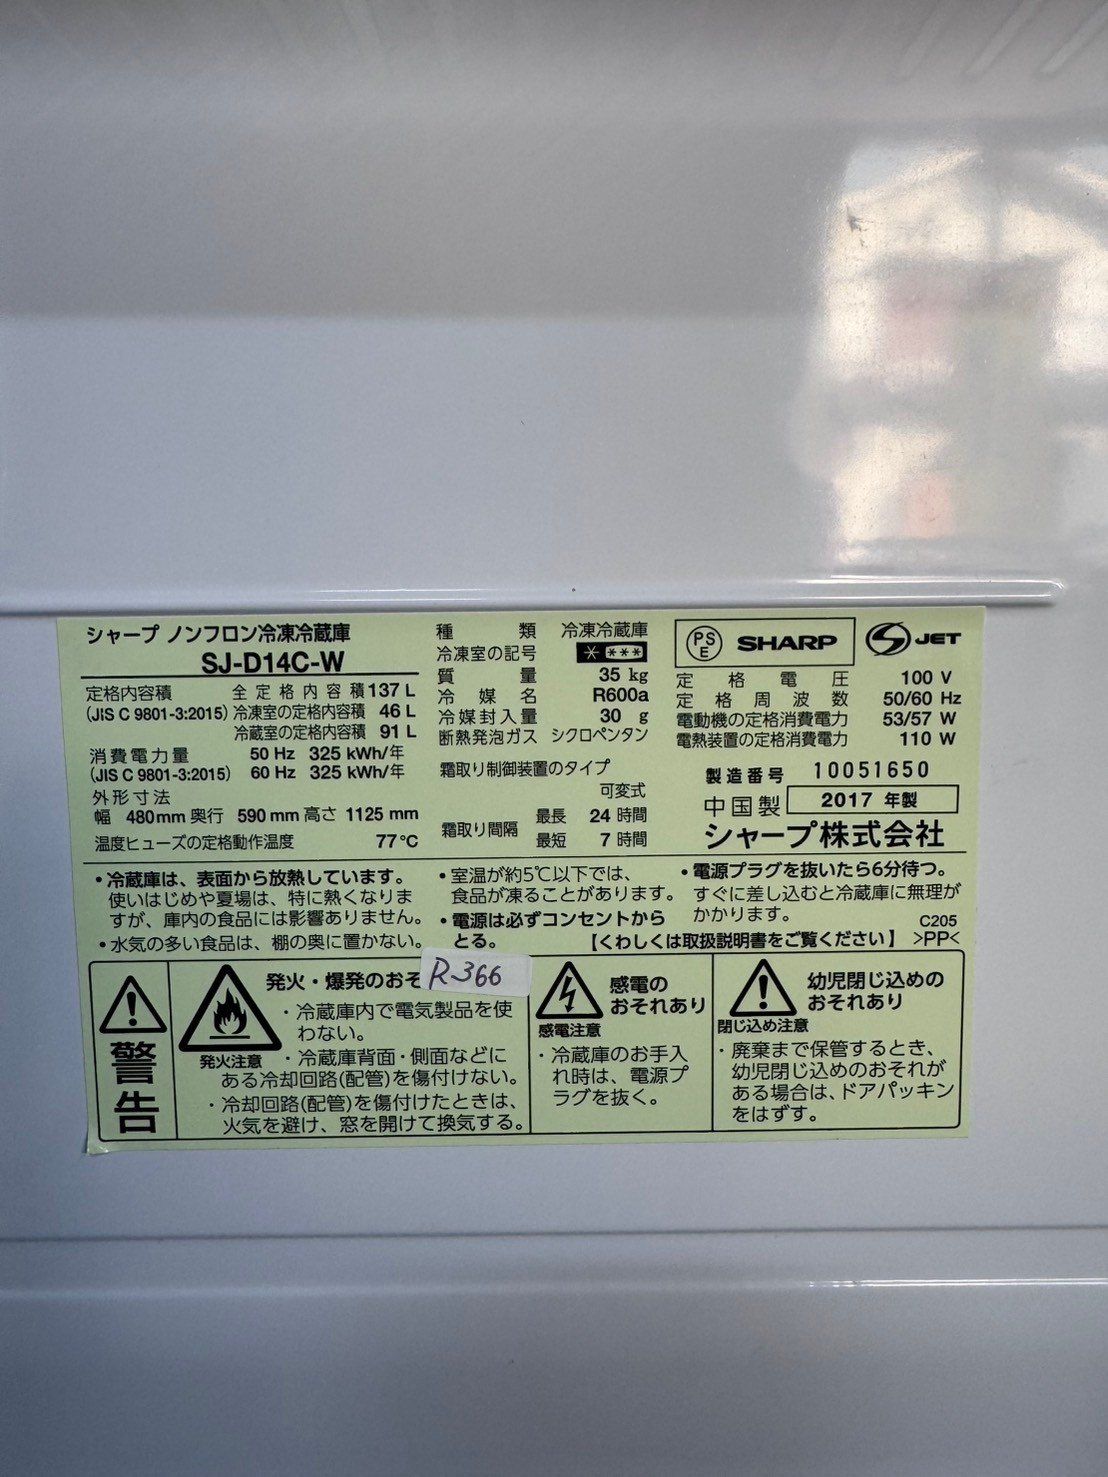 シャープ ノンフロン冷凍冷蔵庫
SJ-D14C-W
定格内容積 全定格内容積 137 L
(JIS C 9801-3:2015) 冷凍室の定格内容積 46 L
冷蔵室の定格内容積 91 L
消費電力量 50 Hz 325 kWh/年
(JIS C 9801-3:2015) 60 Hz 325 kWh/年
外形寸法
幅 480mm 奥行 590 mm 高さ 1125 mm
温度ヒューズの定格動作温度 77℃
種類 冷凍冷蔵庫
冷凍室の記号 ＊***
質量 35 kg
冷媒名 R600a
冷媒封入量 30 g
断熱発泡ガス シクロペンタン
霜取り制御装置のタイプ
可変式
霜取り間隔 最長 24 時間
最短 7 時間
PS E SHARP S JET
定格電圧 100 V
定格周波数 50/60 Hz
電動機の定格消費電力 53/57 W
電熱装置の定格消費電力 110 W
製造番号 10051650
中国製 2017 年製
シャープ株式会社
・冷蔵庫は、表面から放熱しています。
使いはじめや夏場は、特に熱くなりま
すが、庫内の食品には影響ありません。
・水気の多い食品は、棚の奥に置かない。
・室温が約5℃以下では、
食品が凍ることがあります。
・電源は必ずコンセントから
とる。
・電源プラグを抜いたら6分待つ。
すぐに差し込むと冷蔵庫に無理が
かかります。
C205
【くわしくは取扱説明書をご覧ください】 >PP<
R-366
警告
発火・爆発のおそ
発火注意
・冷蔵庫内で電気製品を使
わない。
・冷蔵庫背面・側面などに
ある冷却回路(配管)を傷付けない。
・冷却回路(配管)を傷付けたときは、
火気を避け、窓を開けて換気する。
感電の
おそれあり
感電注意
・冷蔵庫のお手入
れ時は、電源プ
ラグを抜く。
幼児閉じ込めの
おそれあり
閉じ込め注意
・廃棄まで保管するとき、
幼児閉じ込めのおそれが
ある場合は、ドアパッキン
をはずす。